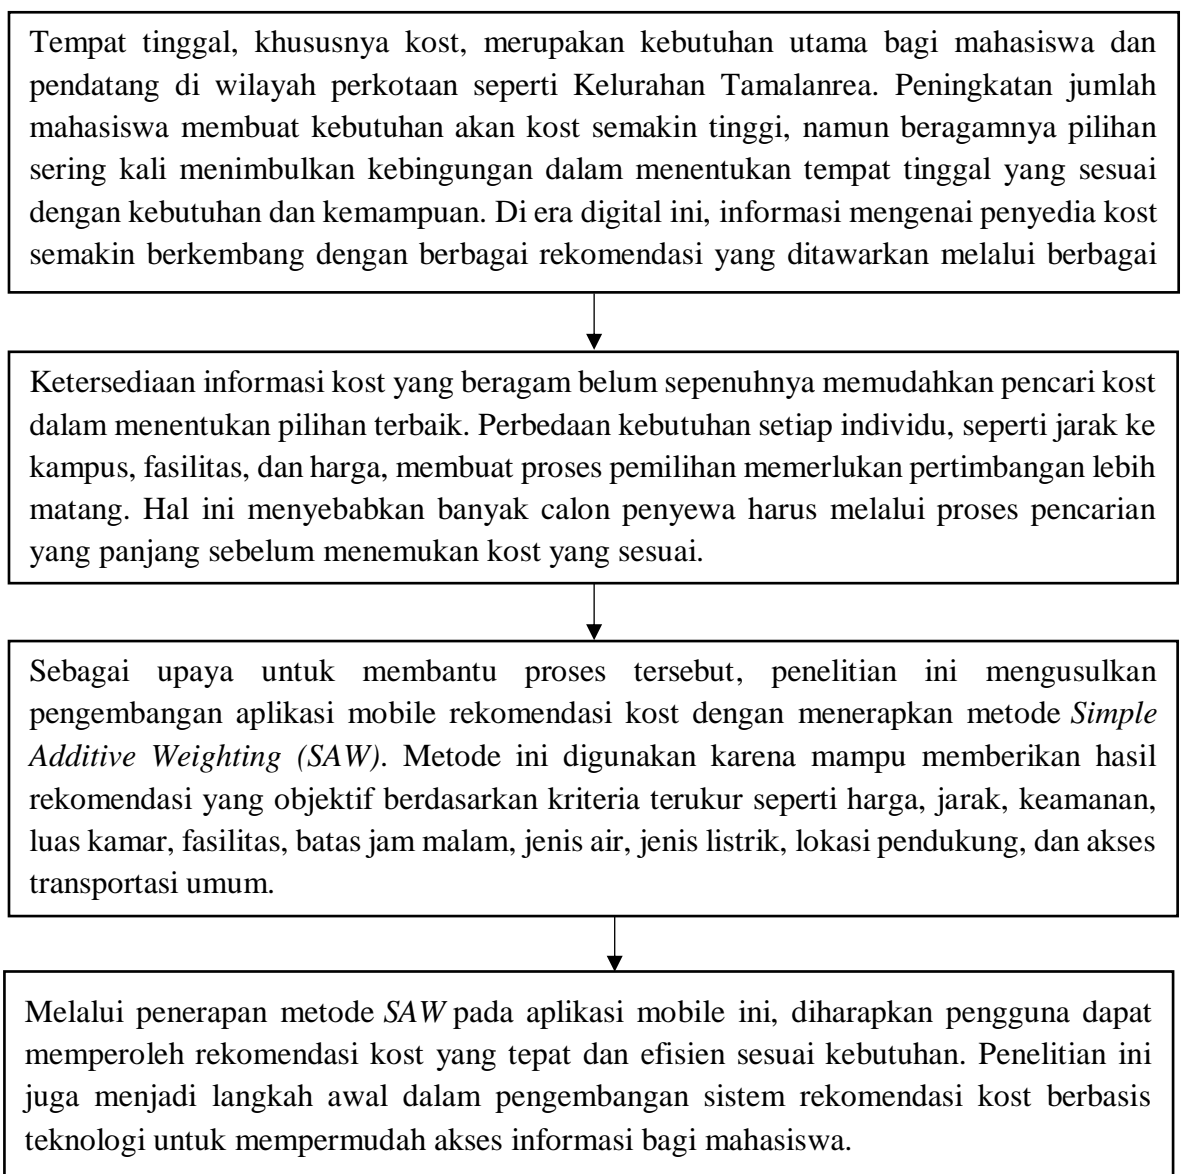 Tempat tinggal, khususnya kost, merupakan kebutuhan utama bagi mahasiswa dan
pendatang di wilayah perkotaan seperti Kelurahan Tamalanrea. Peningkatan jumlah
mahasiswa membuat kebutuhan akan kost semakin tinggi, namun beragamnya pilihan
sering kali menimbulkan kebingungan dalam menentukan tempat tinggal yang sesuai
dengan kebutuhan dan kemampuan. Di era digital ini, informasi mengenai penyedia kost
semakin berkembang dengan berbagai rekomendasi yang ditawarkan melalui berbagai
Ketersediaan informasi kost yang beragam belum sepenuhnya memudahkan pencari kost
dalam menentukan pilihan terbaik. Perbedaan kebutuhan setiap individu, seperti jarak ke
kampus, fasilitas, dan harga, membuat proses pemilihan memerlukan pertimbangan lebih
matang. Hal ini menyebabkan banyak calon penyewa harus melalui proses pencarian
yang panjang sebelum menemukan kost yang sesuai.
Sebagai upaya untuk membantu proses tersebut, penelitian ini mengusulkan
pengembangan aplikasi mobile rekomendasi kost dengan menerapkan metode Simple
Additive Weighting (SAW). Metode ini digunakan karena mampu memberikan hasil
rekomendasi yang objektif berdasarkan kriteria terukur seperti harga, jarak, keamanan,
luas kamar, fasilitas, batas jam malam, jenis air, jenis listrik, lokasi pendukung, dan akses
transportasi umum.
Melalui penerapan metode SAW pada aplikasi mobile ini, diharapkan pengguna dapat
memperoleh rekomendasi kost yang tepat dan efisien sesuai kebutuhan. Penelitian ini
juga menjadi langkah awal dalam pengembangan sistem rekomendasi kost berbasis
teknologi untuk mempermudah akses informasi bagi mahasiswa.